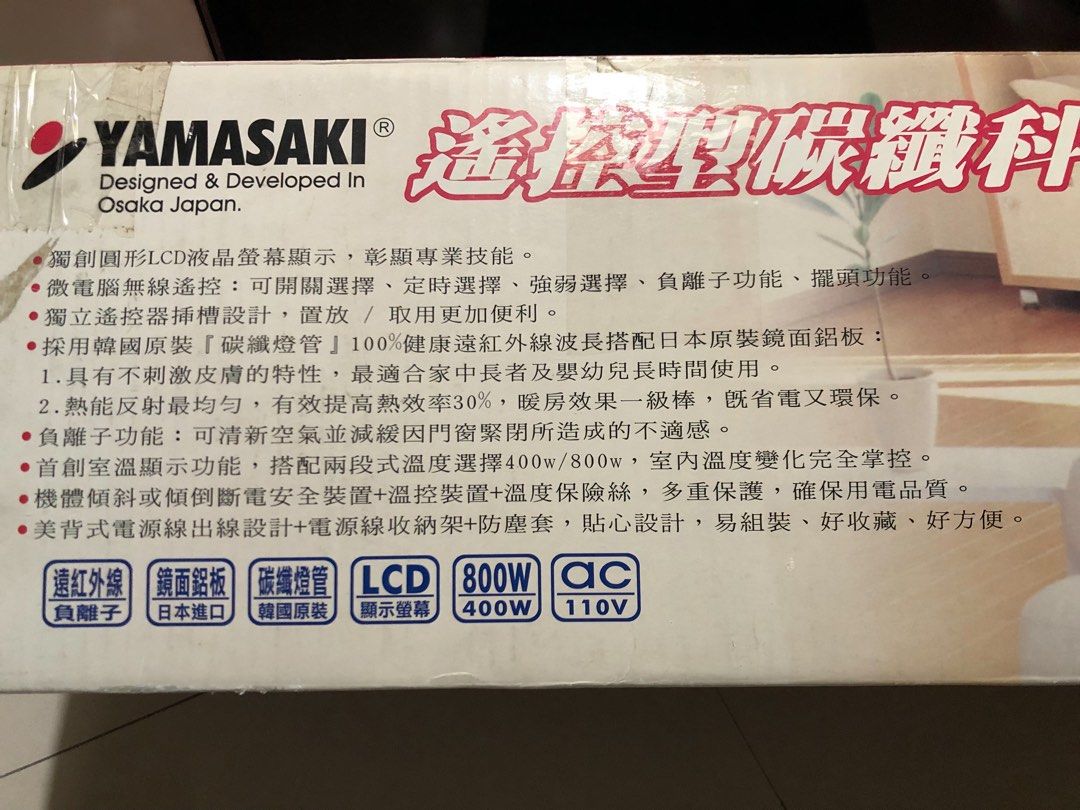 YAMASAKI®
Designed & Developed In
Osaka Japan.
遙控型碳纖科
•獨創圓形LCD液晶螢幕顯示，彰顯專業技能。
•微電腦無線遙控：可開關選擇、定時選擇、強弱選擇、負離子功能、擺頭功能。
•獨立遙控器插槽設計，置放 / 取用更加便利。
•採用韓國原裝『碳纖燈管』100%健康遠紅外線波長搭配日本原裝鏡面鋁板：
1.具有不刺激皮膚的特性，最適合家中長者及嬰幼兒長時間使用。
2.熱能反射最均勻，有效提高熱效率30%，暖房效果一級棒，既省電又環保。
•負離子功能：可清新空氣並減緩因門窗緊閉所造成的不適感。
•首創室溫顯示功能，搭配兩段式溫度選擇400w/800w，室內溫度變化完全掌控。
•機體傾斜或傾倒斷電安全裝置+溫控裝置+溫度保險絲，多重保護，確保用電品質。
•美背式電源線出線設計+電源線收納架+防塵套，貼心設計，易組裝、好收藏、好方便。
遠紅外線
負離子
鏡面鋁板
日本進口
碳纖燈管
韓國原裝
LCD
顯示螢幕
800W
400W
ac
110V